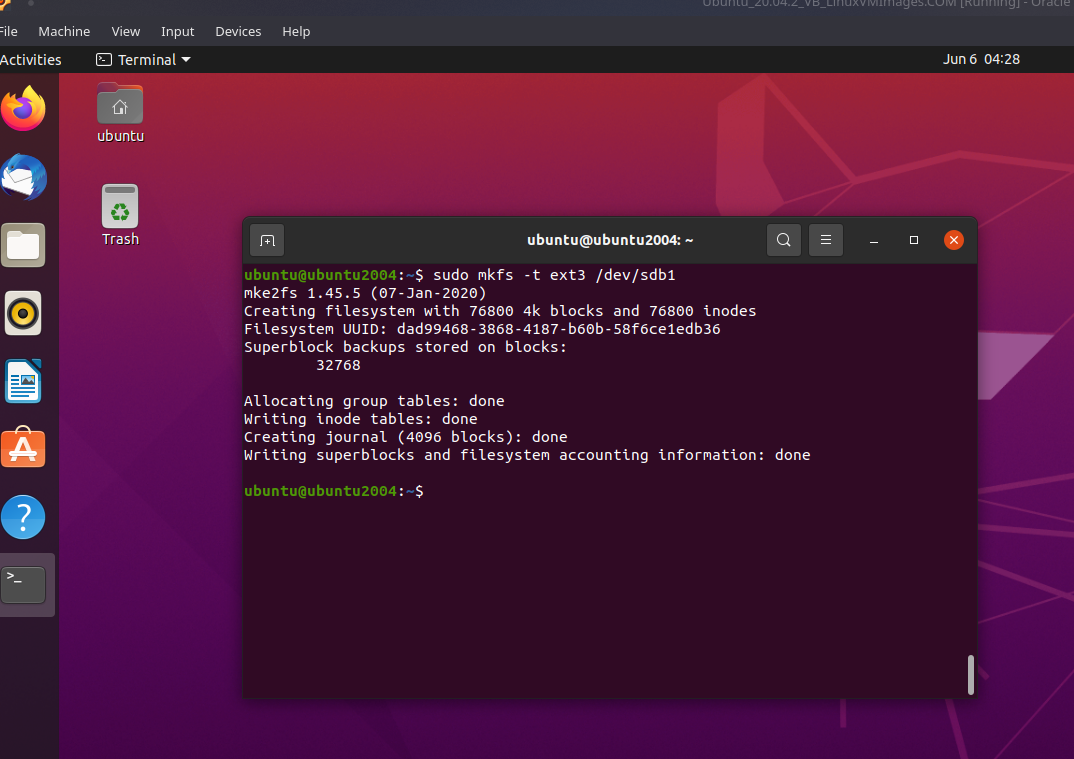 Ubuntu_20.04.2_VB_LinuxVMImages.COM [Running] - Oracle
File Machine View Input Devices Help
Activities Terminal Jun 6 04:28
ubuntu
Trash
ubuntu@ubuntu2004: ~
ubuntu@ubuntu2004:~$ sudo mkfs -t ext3 /dev/sdb1
mke2fs 1.45.5 (07-Jan-2020)
Creating filesystem with 76800 4k blocks and 76800 inodes
Filesystem UUID: dad99468-3868-4187-b60b-58f6ce1edb36
Superblock backups stored on blocks:
        32768
Allocating group tables: done
Writing inode tables: done
Creating journal (4096 blocks): done
Writing superblocks and filesystem accounting information: done
ubuntu@ubuntu2004:~$